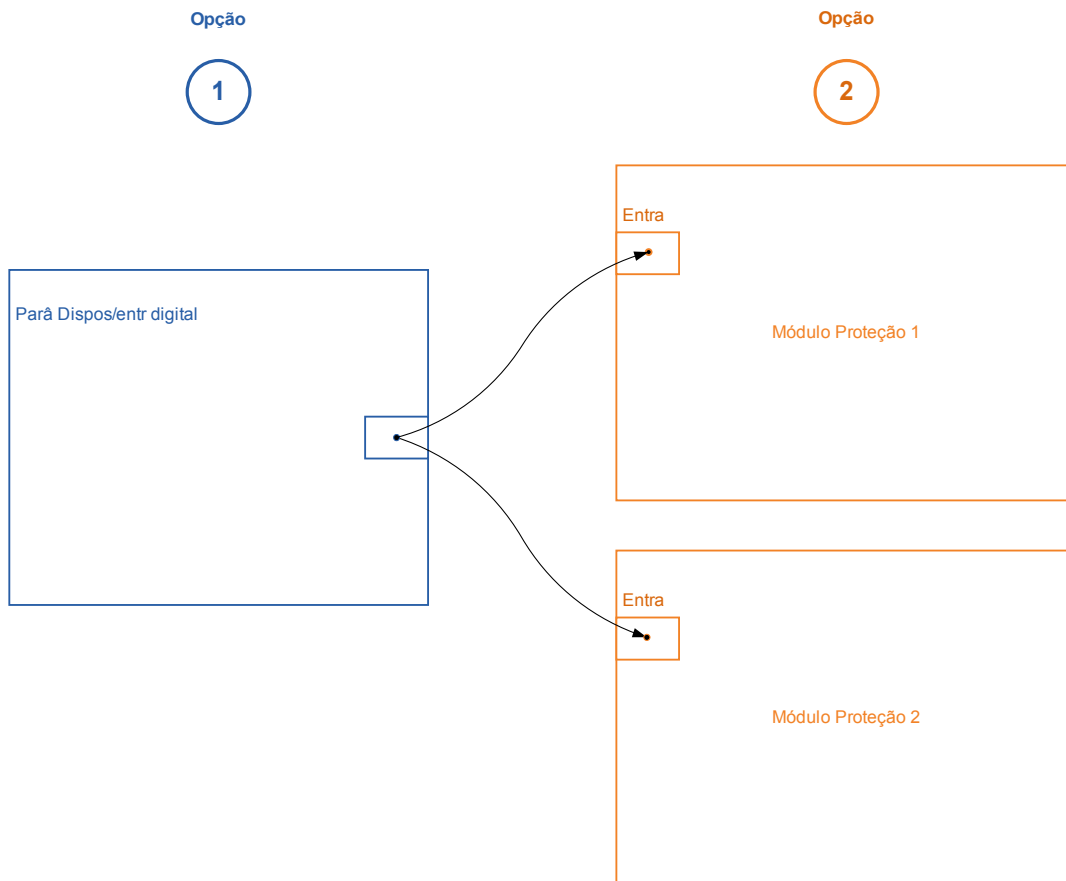 Opção
1
Opção
2
Parâ Dispos/entr digital
Entra
Módulo Proteção 1
Entra
Módulo Proteção 2